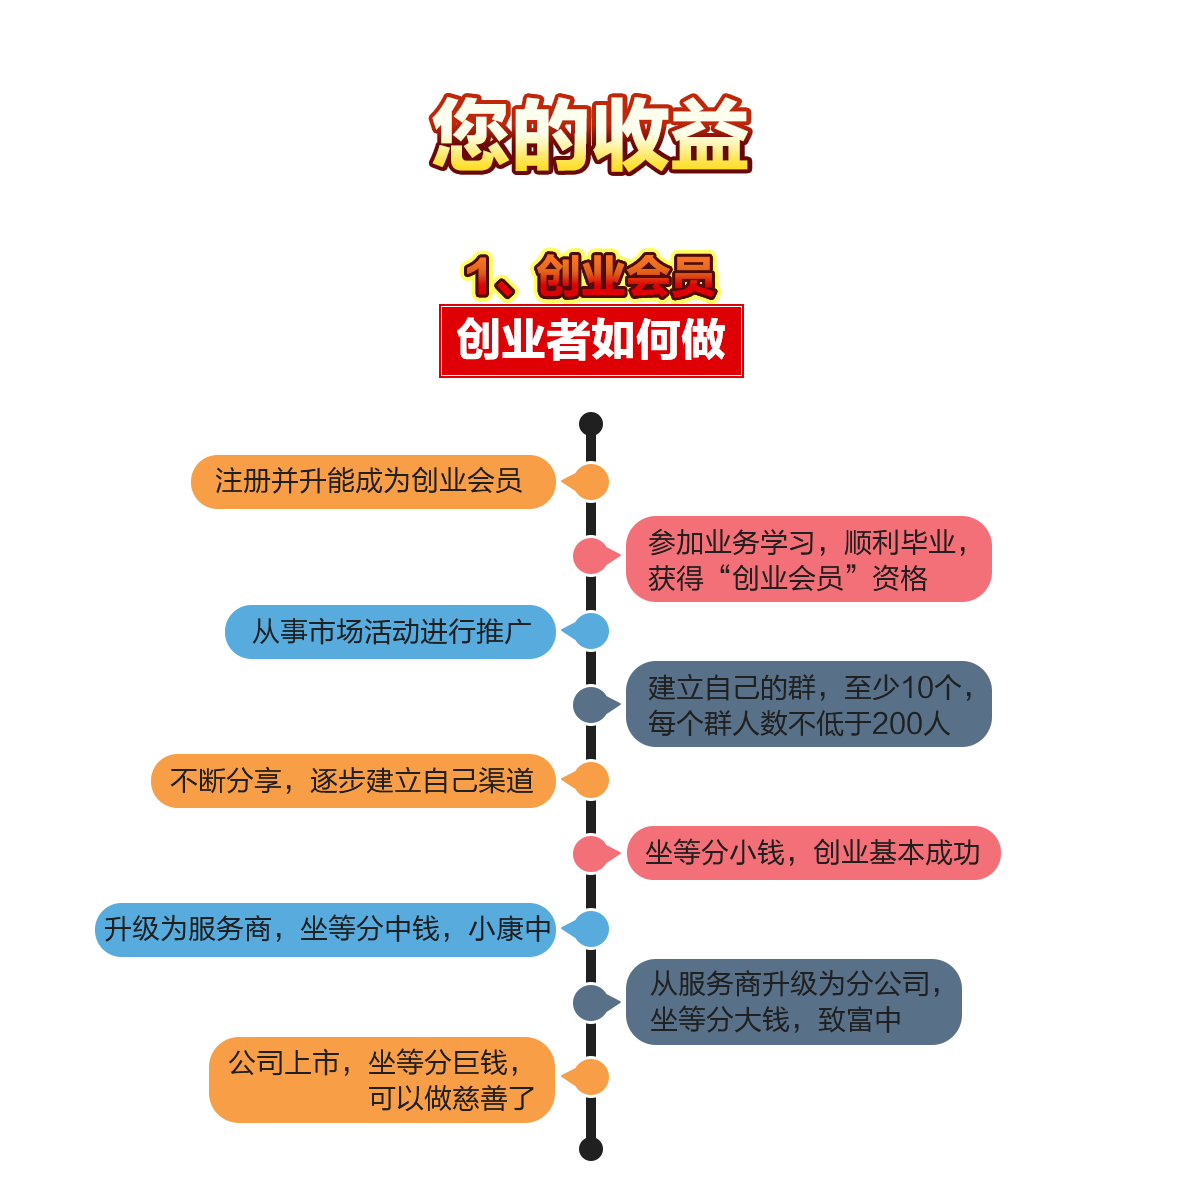 您的收益
1、创业会员
创业者如何做
注册并升能成为创业会员
参加业务学习，顺利毕业，
获得“创业会员”资格
从事市场活动进行推广
建立自己的群，至少10个，
每个群人数不低于200人
不断分享，逐步建立自己渠道
坐等分小钱，创业基本成功
升级为服务商，坐等分中钱，小康中
从服务商升级为分公司，
坐等分大钱，致富中
公司上市，坐等分巨钱，
可以做慈善了